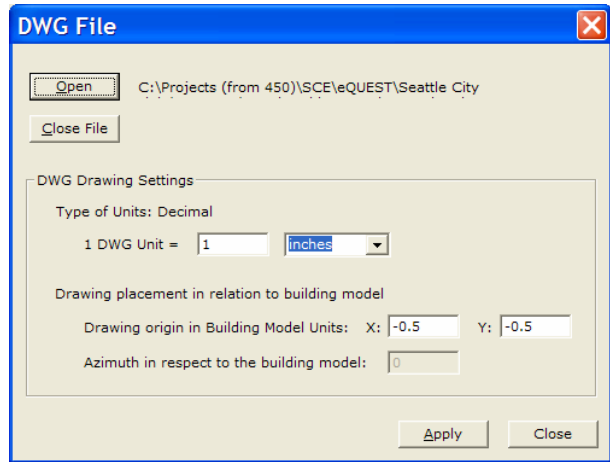 DWG File
Open C:\Projects (from 450)\SCE\eQUEST\Seattle City
Close File
DWG Drawing Settings
Type of Units: Decimal
1 DWG Unit = 1 inches
Drawing placement in relation to building model
Drawing origin in Building Model Units: X: -0.5 Y: -0.5
Azimuth in respect to the building model: 0
Apply Close